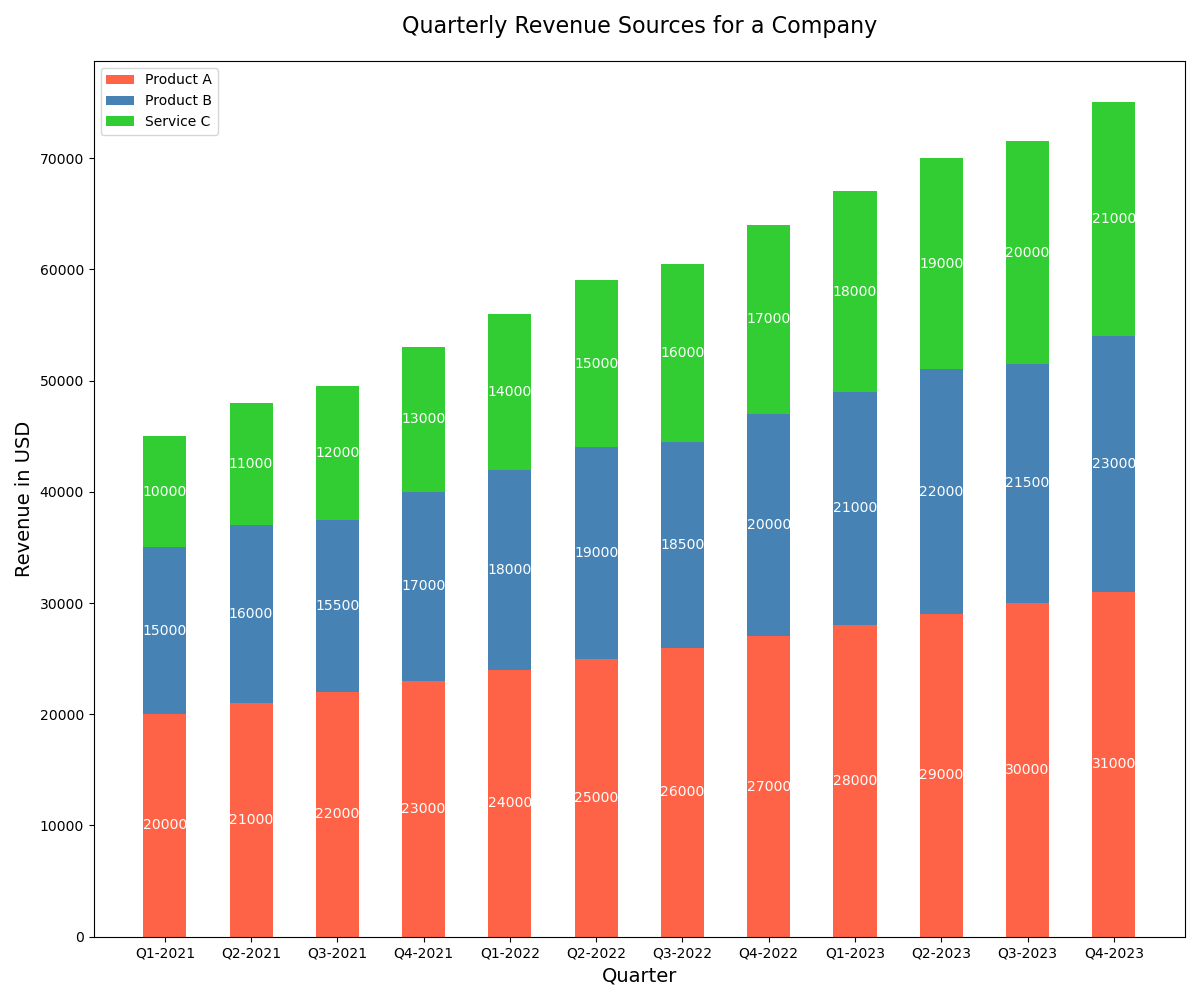 Quarterly Revenue Sources for a Company
Product A
Product B
Service C
Revenue in USD
70000
60000
50000
40000
30000
20000
10000
0
10000 11000 12000 13000 14000 15000 16000 17000 18000 19000 20000 21000
15000 16000 15500 17000 18000 19000 18500 20000 21000 22000 21500 23000
20000 21000 22000 23000 24000 25000 26000 27000 28000 29000 30000 31000
Q1-2021 Q2-2021 Q3-2021 Q4-2021 Q1-2022 Q2-2022 Q3-2022 Q4-2022 Q1-2023 Q2-2023 Q3-2023 Q4-2023
Quarter